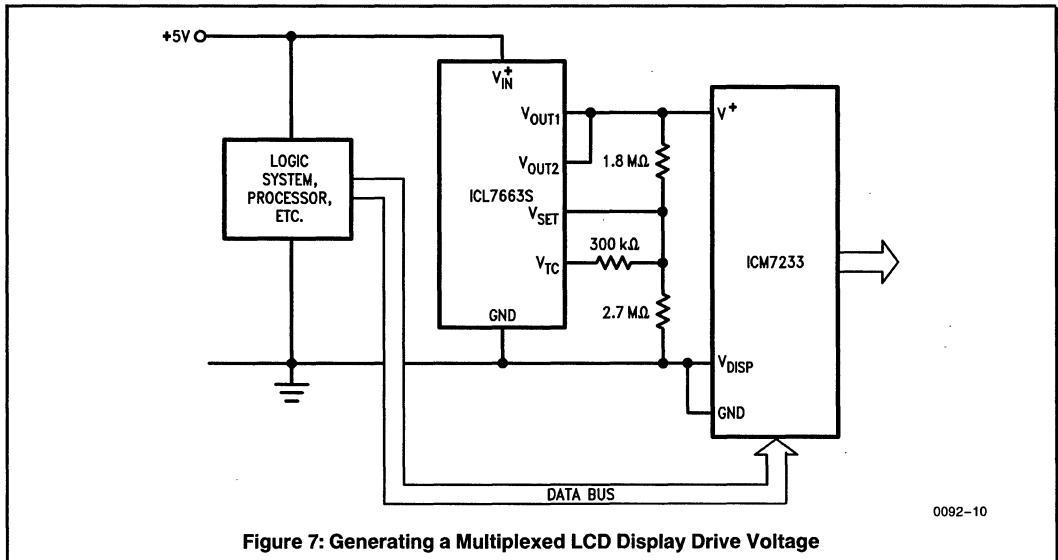 +5V
V+IN
VOUT1
VOUT2
ICL7663S
VSET
VTC
GND
LOGIC
SYSTEM,
PROCESSOR,
ETC.
1.8 MΩ
300 kΩ
2.7 MΩ
V+
ICM7233
VDISP
GND
DATA BUS
0092–10
Figure 7: Generating a Multiplexed LCD Display Drive Voltage